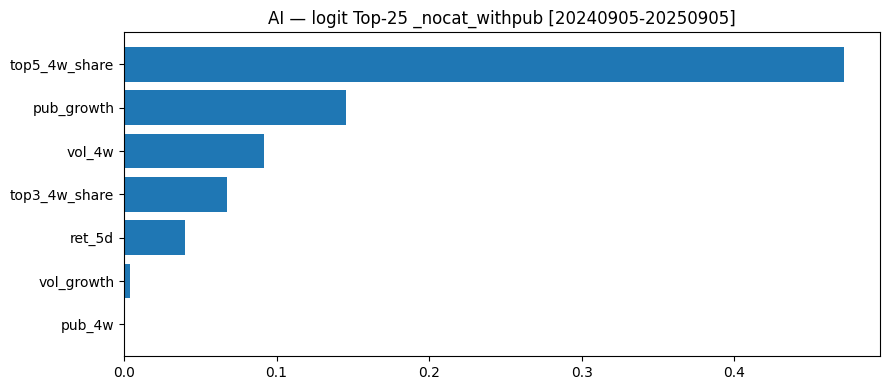 AI — logit Top-25 _nocat_withpub [20240905-20250905]
top5_4w_share
pub_growth
vol_4w
top3_4w_share
ret_5d
vol_growth
pub_4w
0.0 0.1 0.2 0.3 0.4